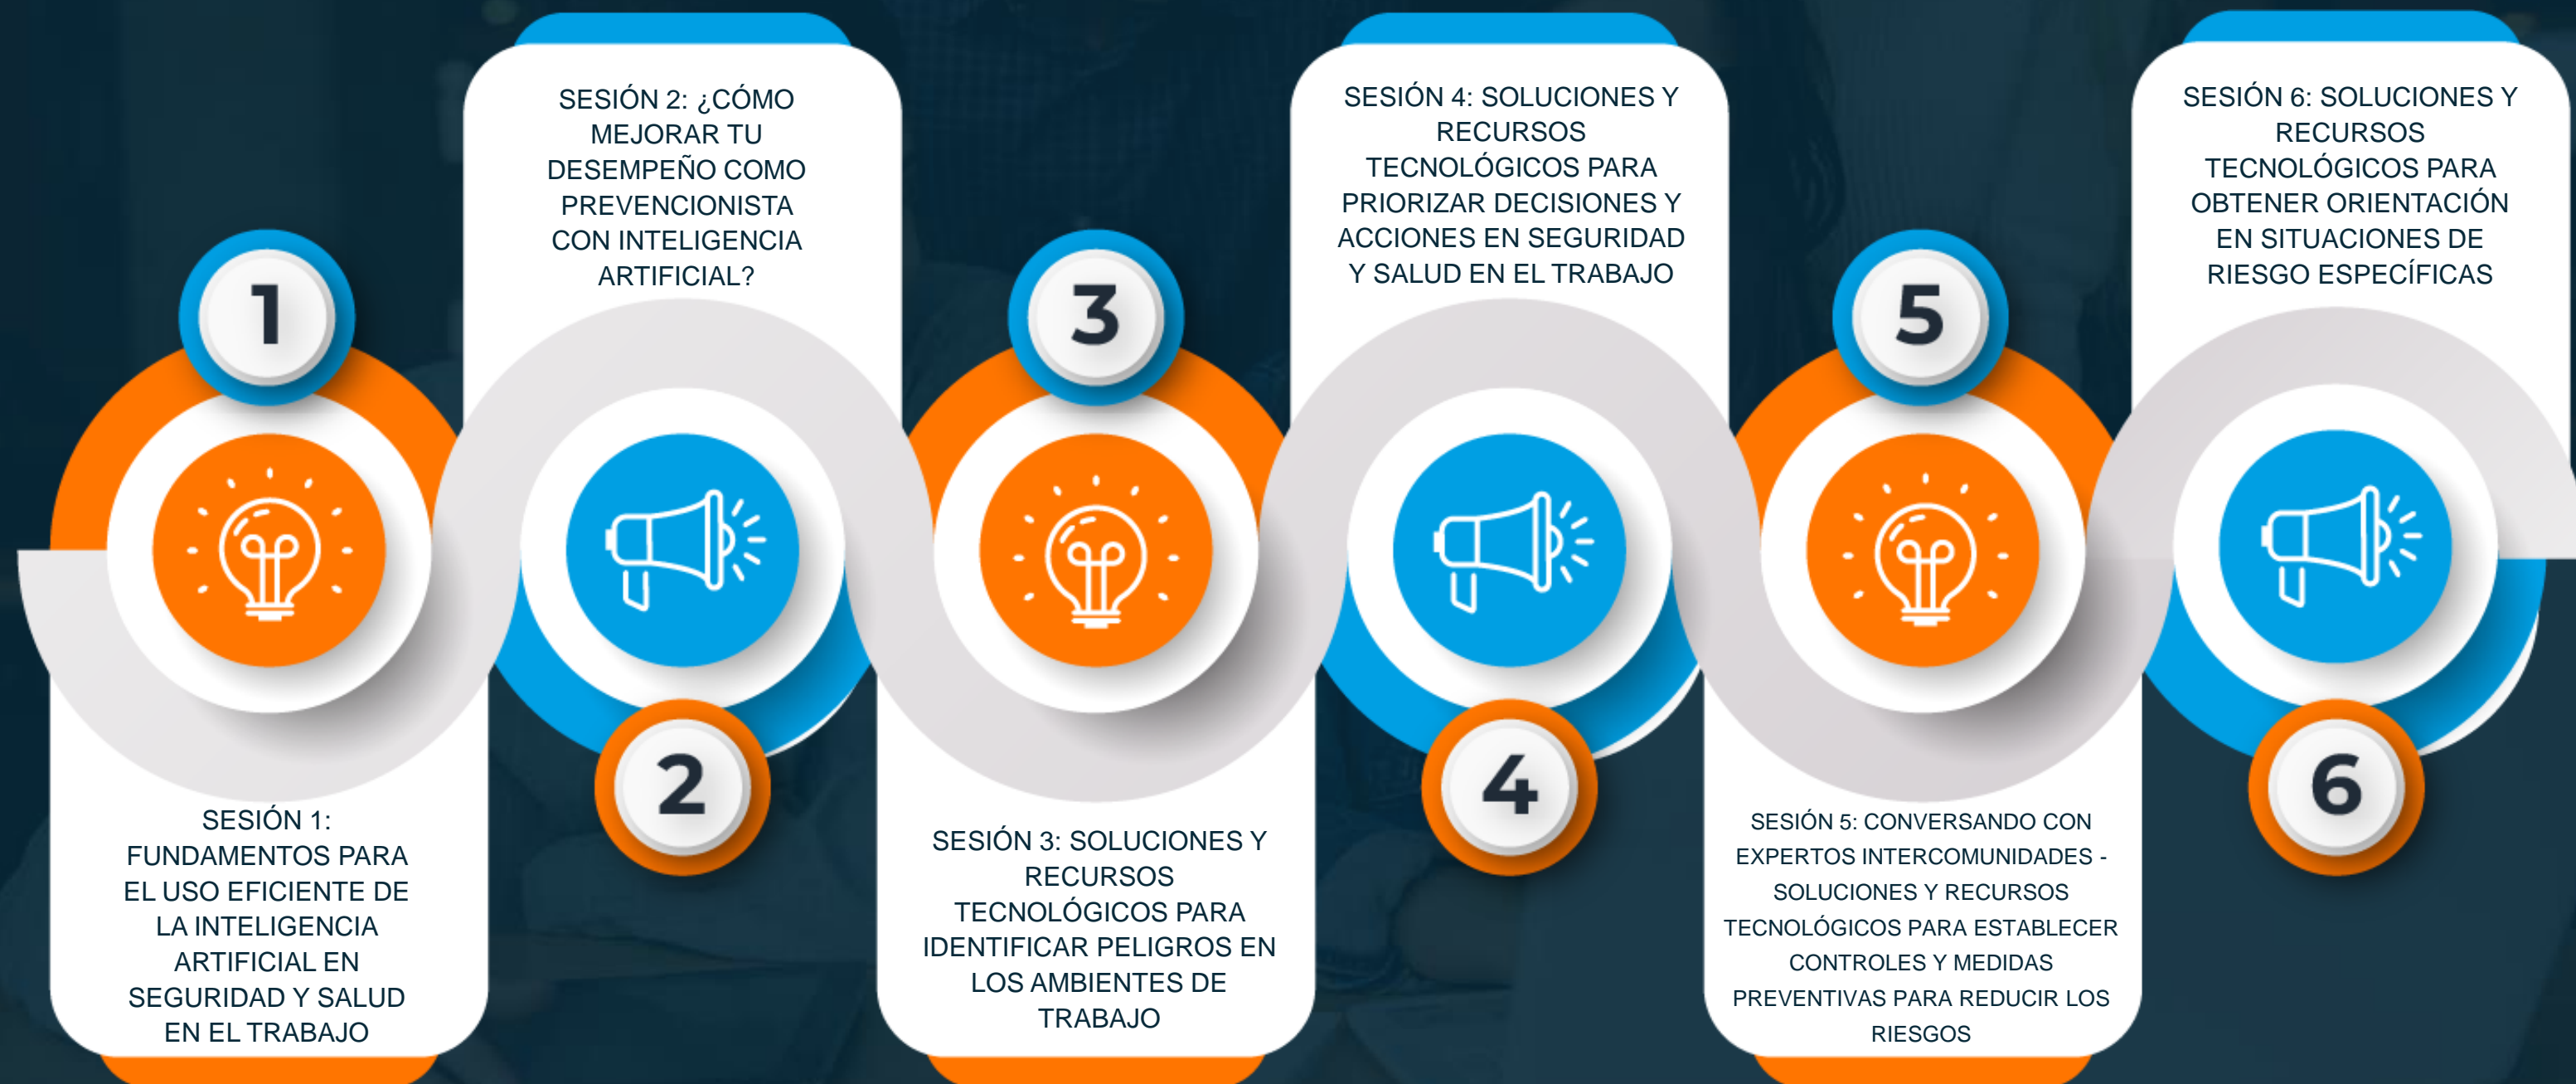 1
SESIÓN 1:
FUNDAMENTOS PARA
EL USO EFICIENTE DE
LA INTELIGENCIA
ARTIFICIAL EN
SEGURIDAD Y SALUD
EN EL TRABAJO
SESIÓN 2: ¿CÓMO
MEJORAR TU
DESEMPEÑO COMO
PREVENCIONISTA
CON INTELIGENCIA
ARTIFICIAL?
2
3
SESIÓN 3: SOLUCIONES Y
RECURSOS
TECNOLÓGICOS PARA
IDENTIFICAR PELIGROS EN
LOS AMBIENTES DE
TRABAJO
SESIÓN 4: SOLUCIONES Y
RECURSOS
TECNOLÓGICOS PARA
PRIORIZAR DECISIONES Y
ACCIONES EN SEGURIDAD
Y SALUD EN EL TRABAJO
4
5
SESIÓN 5: CONVERSANDO CON
EXPERTOS INTERCOMUNIDADES -
SOLUCIONES Y RECURSOS
TECNOLÓGICOS PARA ESTABLECER
CONTROLES Y MEDIDAS
PREVENTIVAS PARA REDUCIR LOS
RIESGOS
SESIÓN 6: SOLUCIONES Y
RECURSOS
TECNOLÓGICOS PARA
OBTENER ORIENTACIÓN
EN SITUACIONES DE
RIESGO ESPECÍFICAS
6